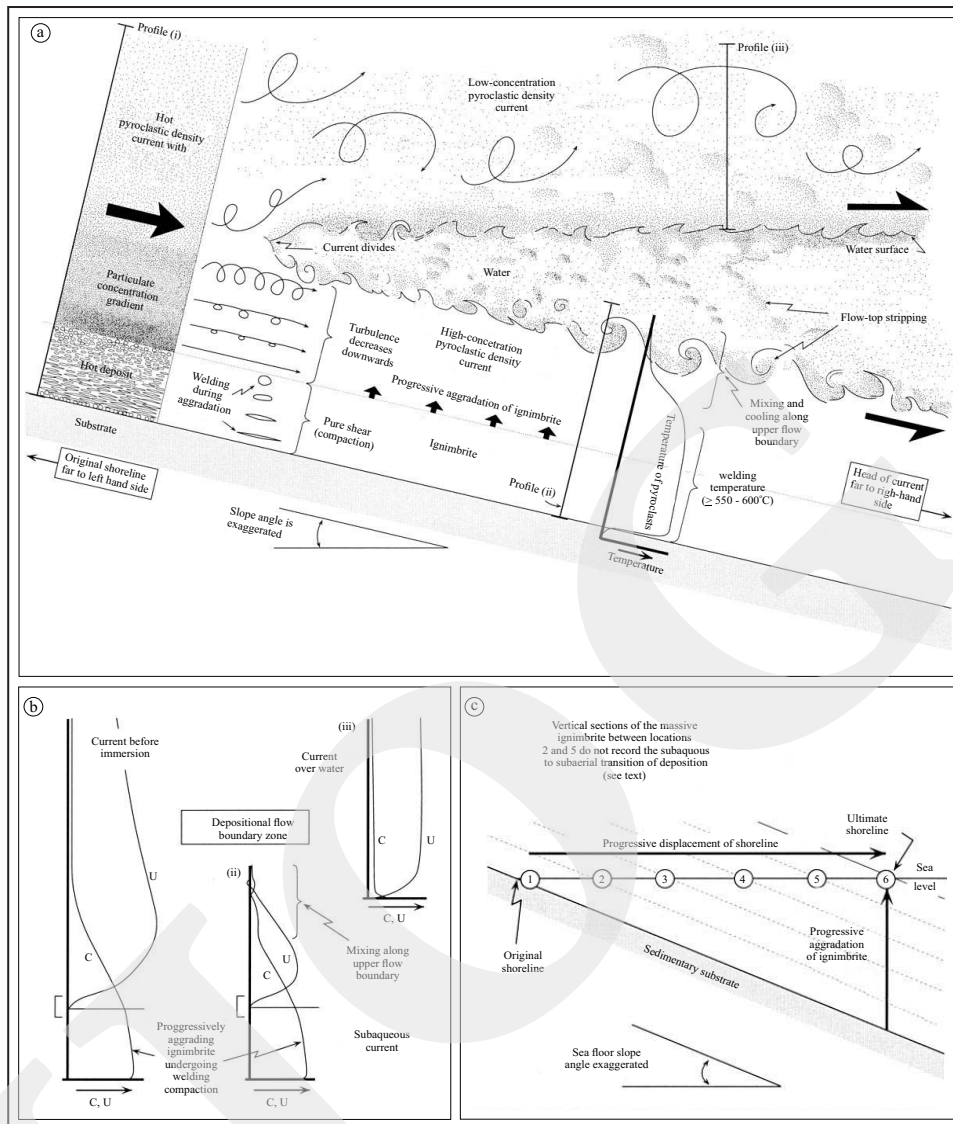 a
Profile (i)
Profile (iii)
Low-concentration
pyroclastic density
current
Hot
pyroclastic density
current with
Current divides
Water surface
Water
Particulate
concentration
gradient
Flow-top stripping
Turbulence
decreases
downwards
High-concetration
pyroclastic density
current
Hot deposit
Welding
during
aggradation
Progressive aggradation of ignimbrite
Mixing and
cooling along
upper flow
boundary
Temperature of pyroclasts
Substrate
Pure shear
(compaction)
Ignimbrite
Original shoreline
far to left hand side
Profile (ii)
welding
temperature
(≥ 550 - 600°C)
Head of current
far to righ-hand
side
Slope angle is
exaggerated
Temperature
b
Current before
immersion
(iii)
Current
over water
Depositional flow
boundary zone
C
U
(ii)
U
C, U
C
U
C
Mixing along
upper flow
boundary
Proggressively
aggrading
ignimbrite
undergoing
welding
compaction
Subaqueous
current
C, U
C, U
c
Vertical sections of the massive
ignimbrite between locations
2 and 5 do not record the subaquous
to subaerial transition of deposition
(see text)
Ultimate
shoreline
Progressive displacement of shoreline
Sea
level
1 2 3 4 5 6
Original
shoreline
Sedimentary substrate
Progressive
aggradation
of ignimbrite
Sea floor slope
angle exaggerated